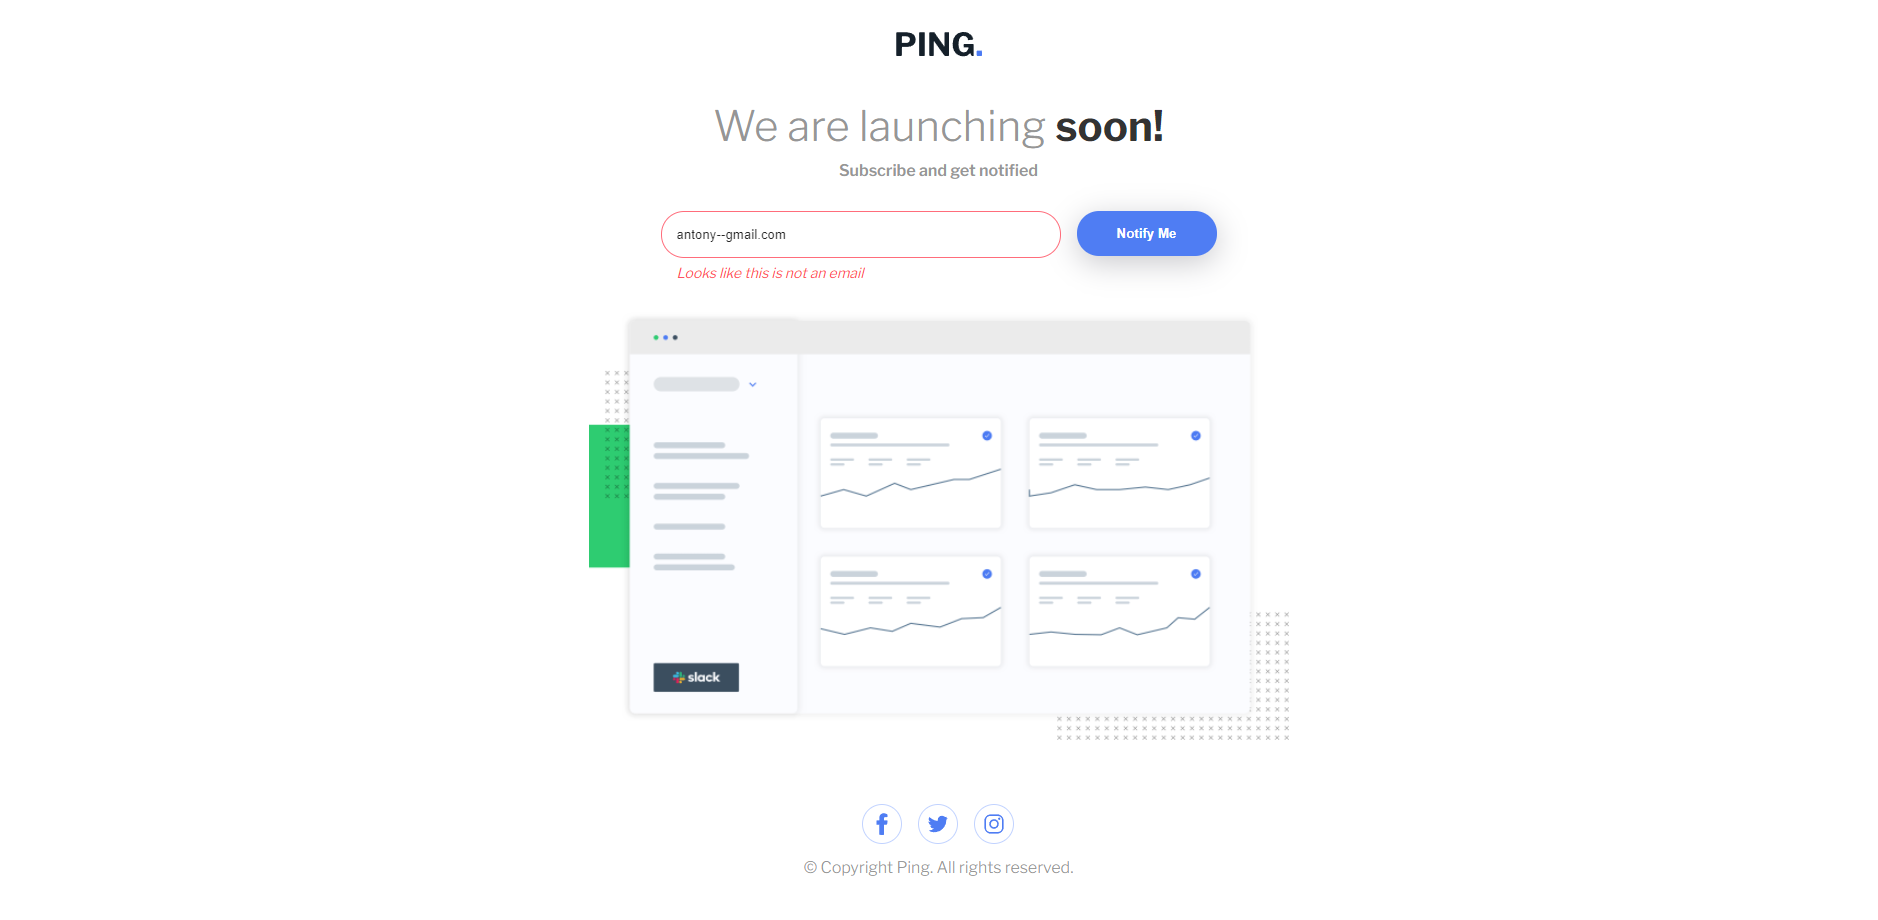 PING.
We are launching soon!
Subscribe and get notified
antony--gmail.com
Notify Me
Looks like this is not an email
slack
© Copyright Ping. All rights reserved.